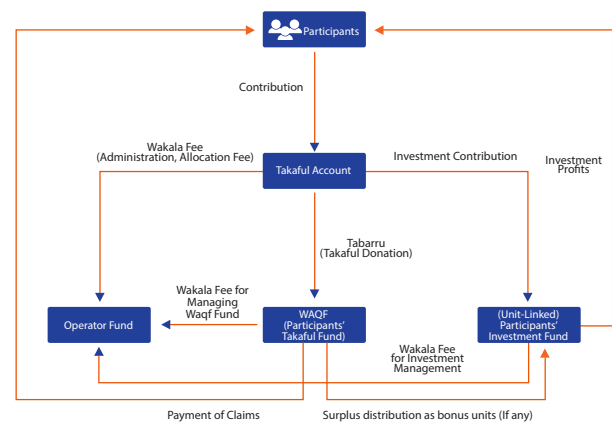 Participants
Contribution
Wakala Fee
(Administration, Allocation Fee)
Investment Contribution
Investment
Profits
Takaful Account
Tabarru
(Takaful Donation)
Wakala Fee for
Managing
Waqf Fund
Operator Fund
WAQF
(Participants'
Takaful Fund)
(Unit-Linked)
Participants'
Investment Fund
Wakala Fee
for Investment
Management
Payment of Claims
Surplus distribution as bonus units (If any)